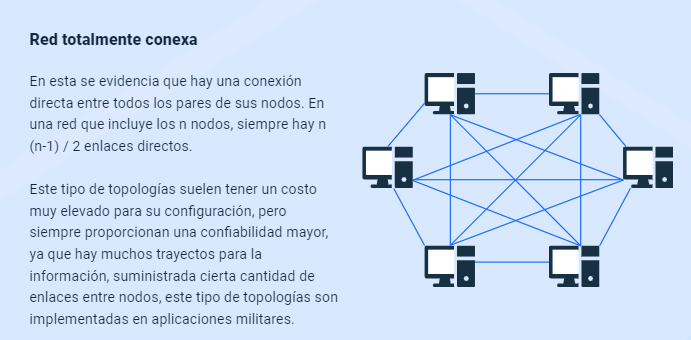 Red totalmente conexa
En esta se evidencia que hay una conexión
directa entre todos los pares de sus nodos. En
una red que incluye los n nodos, siempre hay n
(n-1) / 2 enlaces directos.
Este tipo de topologías suelen tener un costo
muy elevado para su configuración, pero
siempre proporcionan una confiabilidad mayor,
ya que hay muchos trayectos para la
información, suministrada cierta cantidad de
enlaces entre nodos, este tipo de topologías son
implementadas en aplicaciones militares.